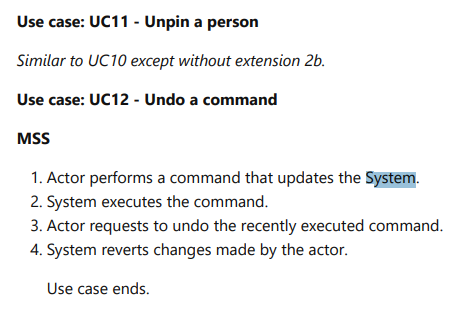 Use case: UC11 - Unpin a person
Similar to UC10 except without extension 2b.
Use case: UC12 - Undo a command
MSS
1. Actor performs a command that updates the System.
2. System executes the command.
3. Actor requests to undo the recently executed command.
4. System reverts changes made by the actor.
Use case ends.